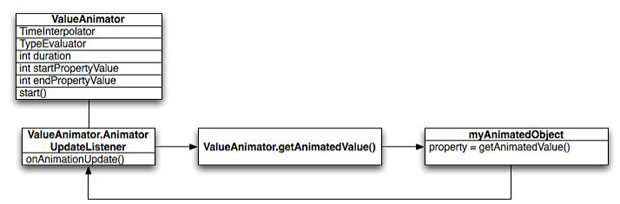 ValueAnimator
TimeInterpolator
TypeEvaluator
int duration
int startPropertyValue
int endPropertyValue
start()
ValueAnimator.Animator
UpdateListener
onAnimationUpdate()
ValueAnimator.getAnimatedValue()
myAnimatedObject
property = getAnimatedValue()